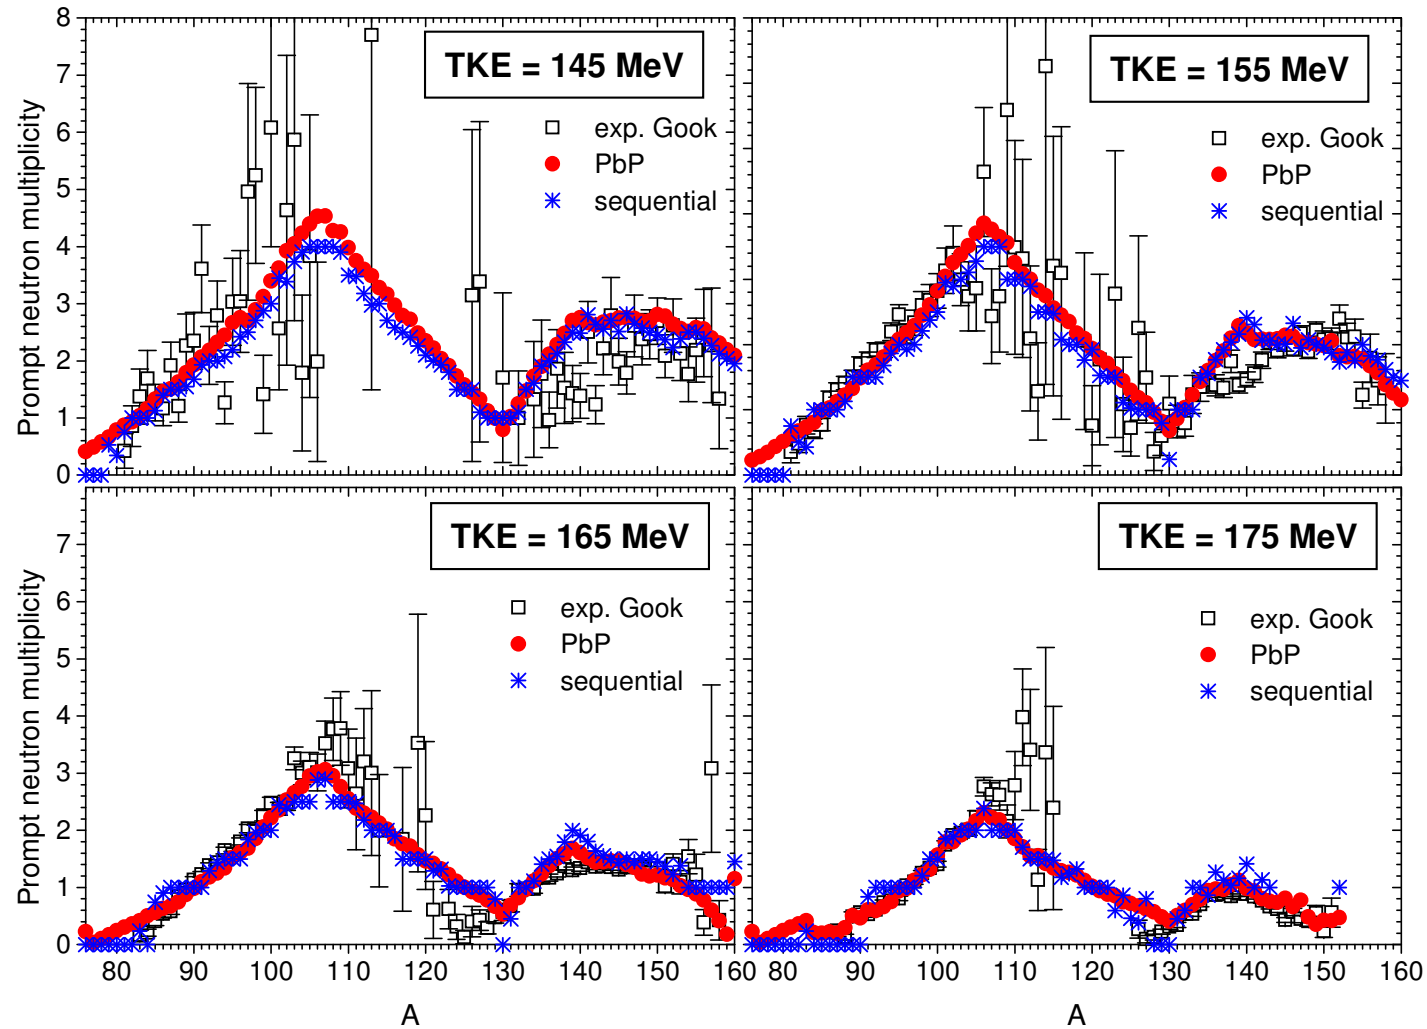 TKE = 145 MeV
exp. Gook
PbP
sequential
Prompt neutron multiplicity
8
7
6
5
4
3
2
1
0
TKE = 155 MeV
exp. Gook
PbP
sequential
TKE = 165 MeV
exp. Gook
PbP
sequential
Prompt neutron multiplicity
7
6
5
4
3
2
1
0
80 90 100 110 120 130 140 150 160
A
TKE = 175 MeV
exp. Gook
PbP
sequential
80 90 100 110 120 130 140 150 160
A